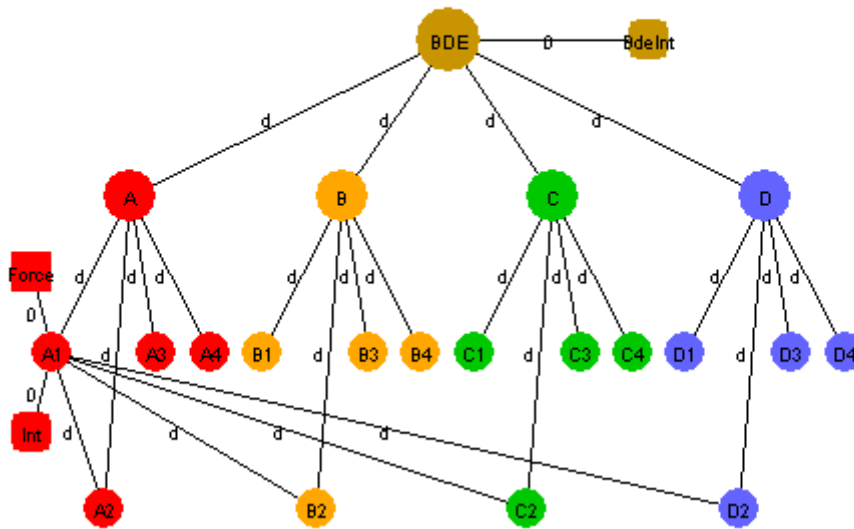 BDE 0 BdeInt
d d d d
A B C D
Force d d d d d d d d d d d d
0
A1 A3 A4 B1 B3 B4 C1 C3 C4 D1 D3 D4
d d d d
0
Int d d d d
A2 B2 C2 D2